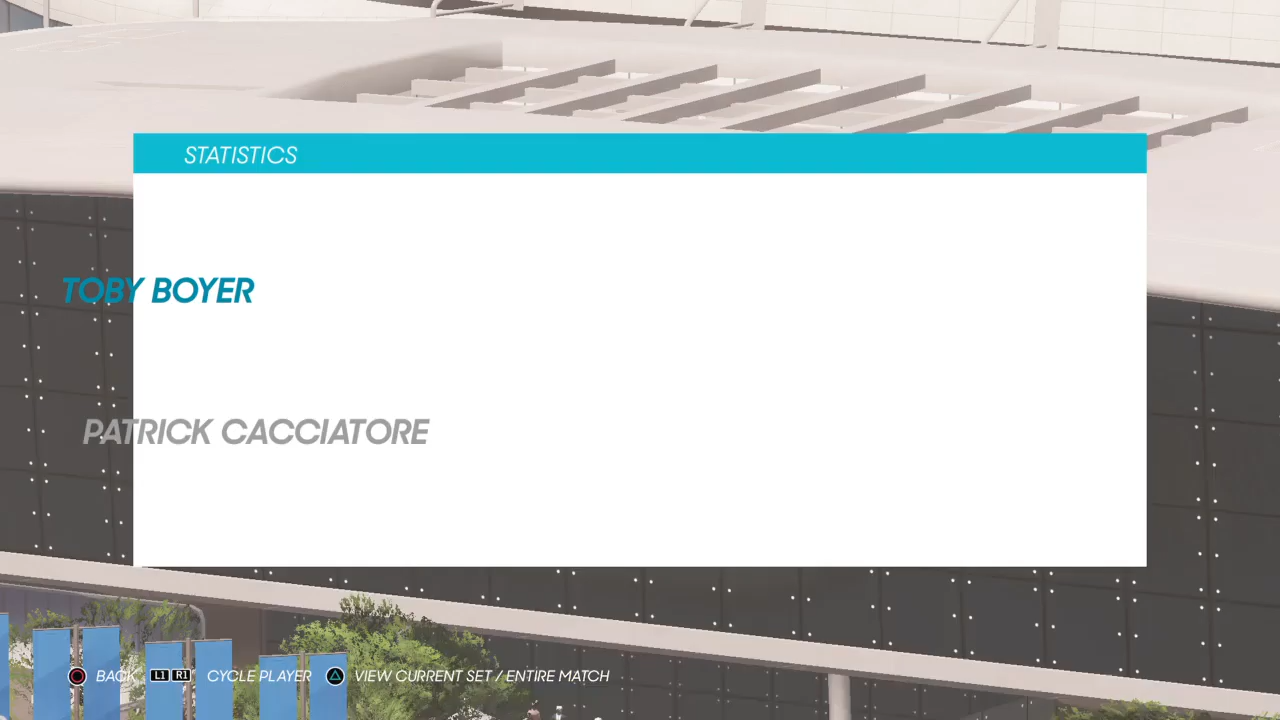 STATISTICS
TOBY BOYER
PATRICK CACCIATORE
BACK L1 R1 CYCLE PLAYER VIEW CURRENT SET / ENTIRE MATCH